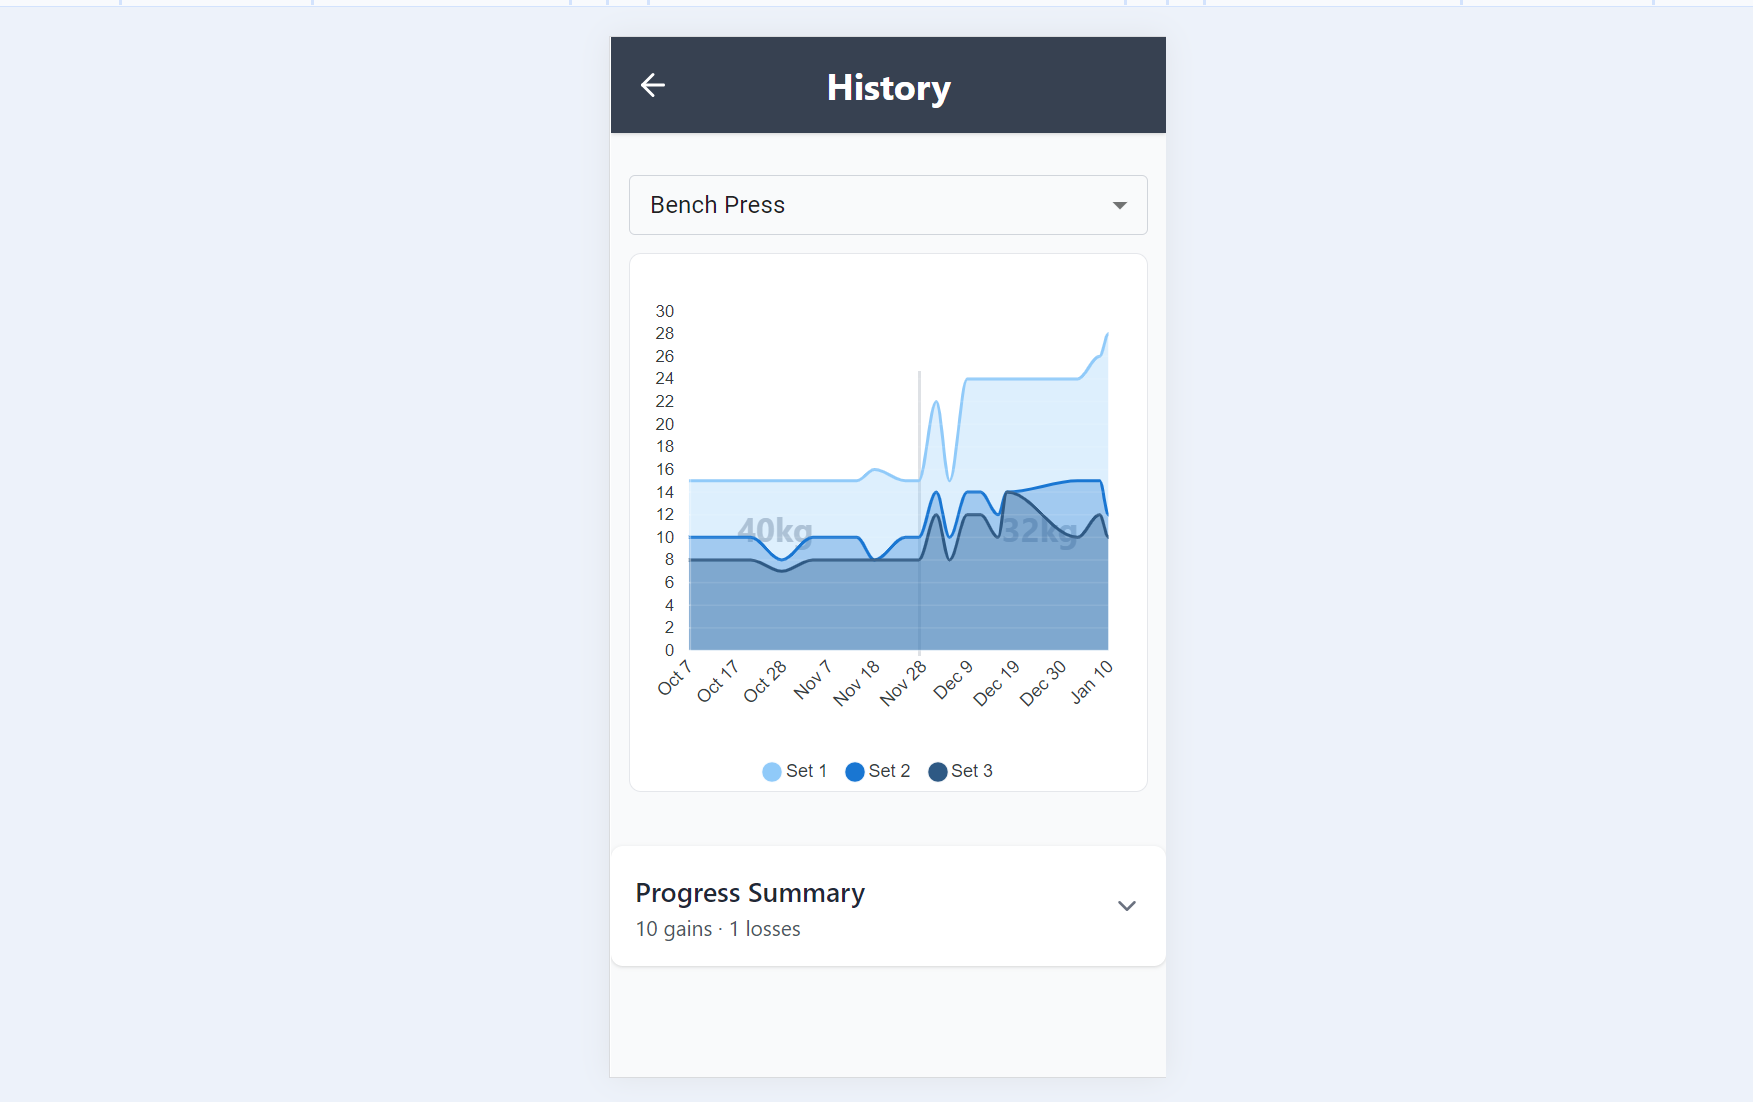 History
Bench Press
30
28
26
24
22
20
18
16
14
12
10
8
6
4
2
0
40kg
32kg
Oct 7
Oct 17
Oct 28
Nov 7
Nov 18
Nov 28
Dec 9
Dec 19
Dec 30
Jan 10
Set 1 Set 2 Set 3
Progress Summary
10 gains · 1 losses